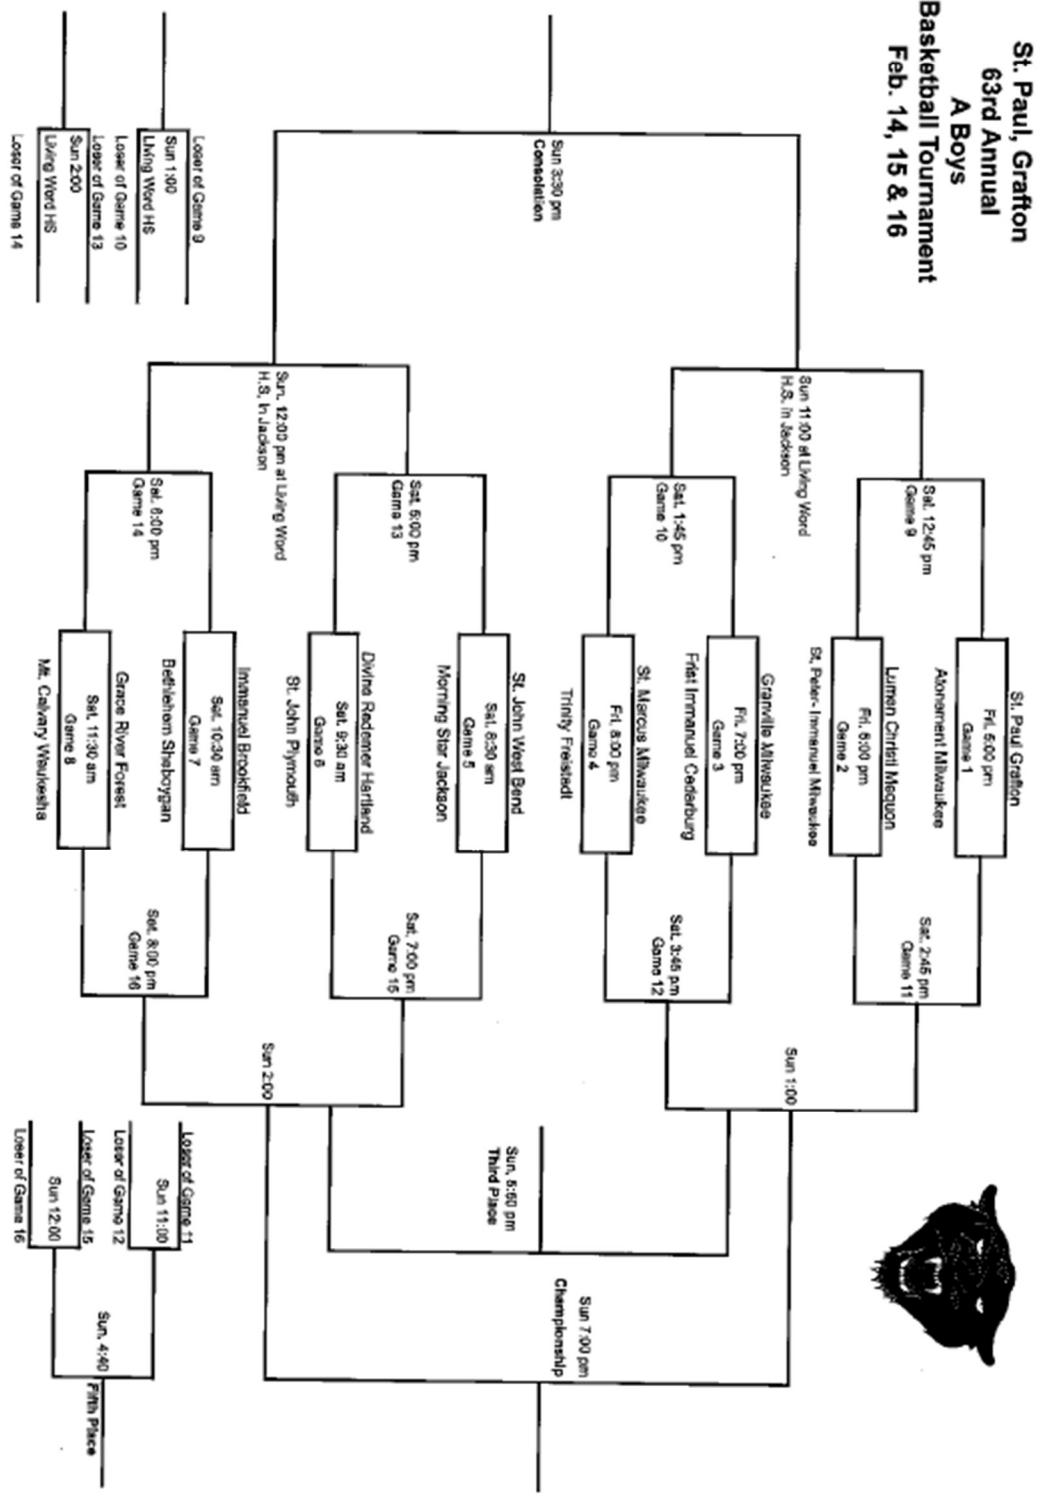 St. Paul, Grafton
63rd Annual
A Boys
Basketball Tournament
Feb. 14, 15 & 16
St. Paul Grafton
Fri. 5:00 pm
Game 1
Atonement Milwaukee
Lumen Christi Mequon
Fri. 6:00 pm
Game 2
St. Peter- Immanuel Milwaukee
Granville Milwaukee
Fri. 7:00 pm
Game 3
Frist Immanuel Cedarburg
St. Marcus Milwaukee
Fri. 8:00 pm
Game 4
Trinity Freistadt
St. John West Bend
Sat. 8:30 am
Game 5
Morning Star Jackson
Divine Redeemer Hartland
Sat. 9:30 am
Game 6
St. John Plymouth
Immanuel Brookfield
Sat. 10:30 am
Game 7
Bethlehem Sheboygan
Grace River Forest
Sat. 11:30 am
Game 8
Mt. Calvary Waukesha
Sat. 12:45 pm
Game 9
Sat. 1:45 pm
Game 10
Sat. 5:00 pm
Game 13
Sat. 6:00 pm
Game 14
Sun 11:00 at Living Word
H.S. in Jackson
Sun. 12:00 pm at Living Word
H.S. in Jackson
Sun 3:30 pm
Consolation
Loser of Game 9
Sun 1:00
Living Word HS
Loser of Game 10
Loser of Game 13
Sun 2:00
Living Word HS
Loser of Game 14
Sat. 2:45 pm
Game 11
Sat. 3:45 pm
Game 12
Sat. 7:00 pm
Game 15
Sat. 8:00 pm
Game 16
Sun 1:00
Sun 2:00
Sun. 5:50 pm
Third Place
Sun 7:00 pm
Championship
Loser of Game 11
Sun 11:00
Loser of Game 12
Loser of Game 15
Sun 12:00
Loser of Game 16
Sun. 4:40
Fifth Place